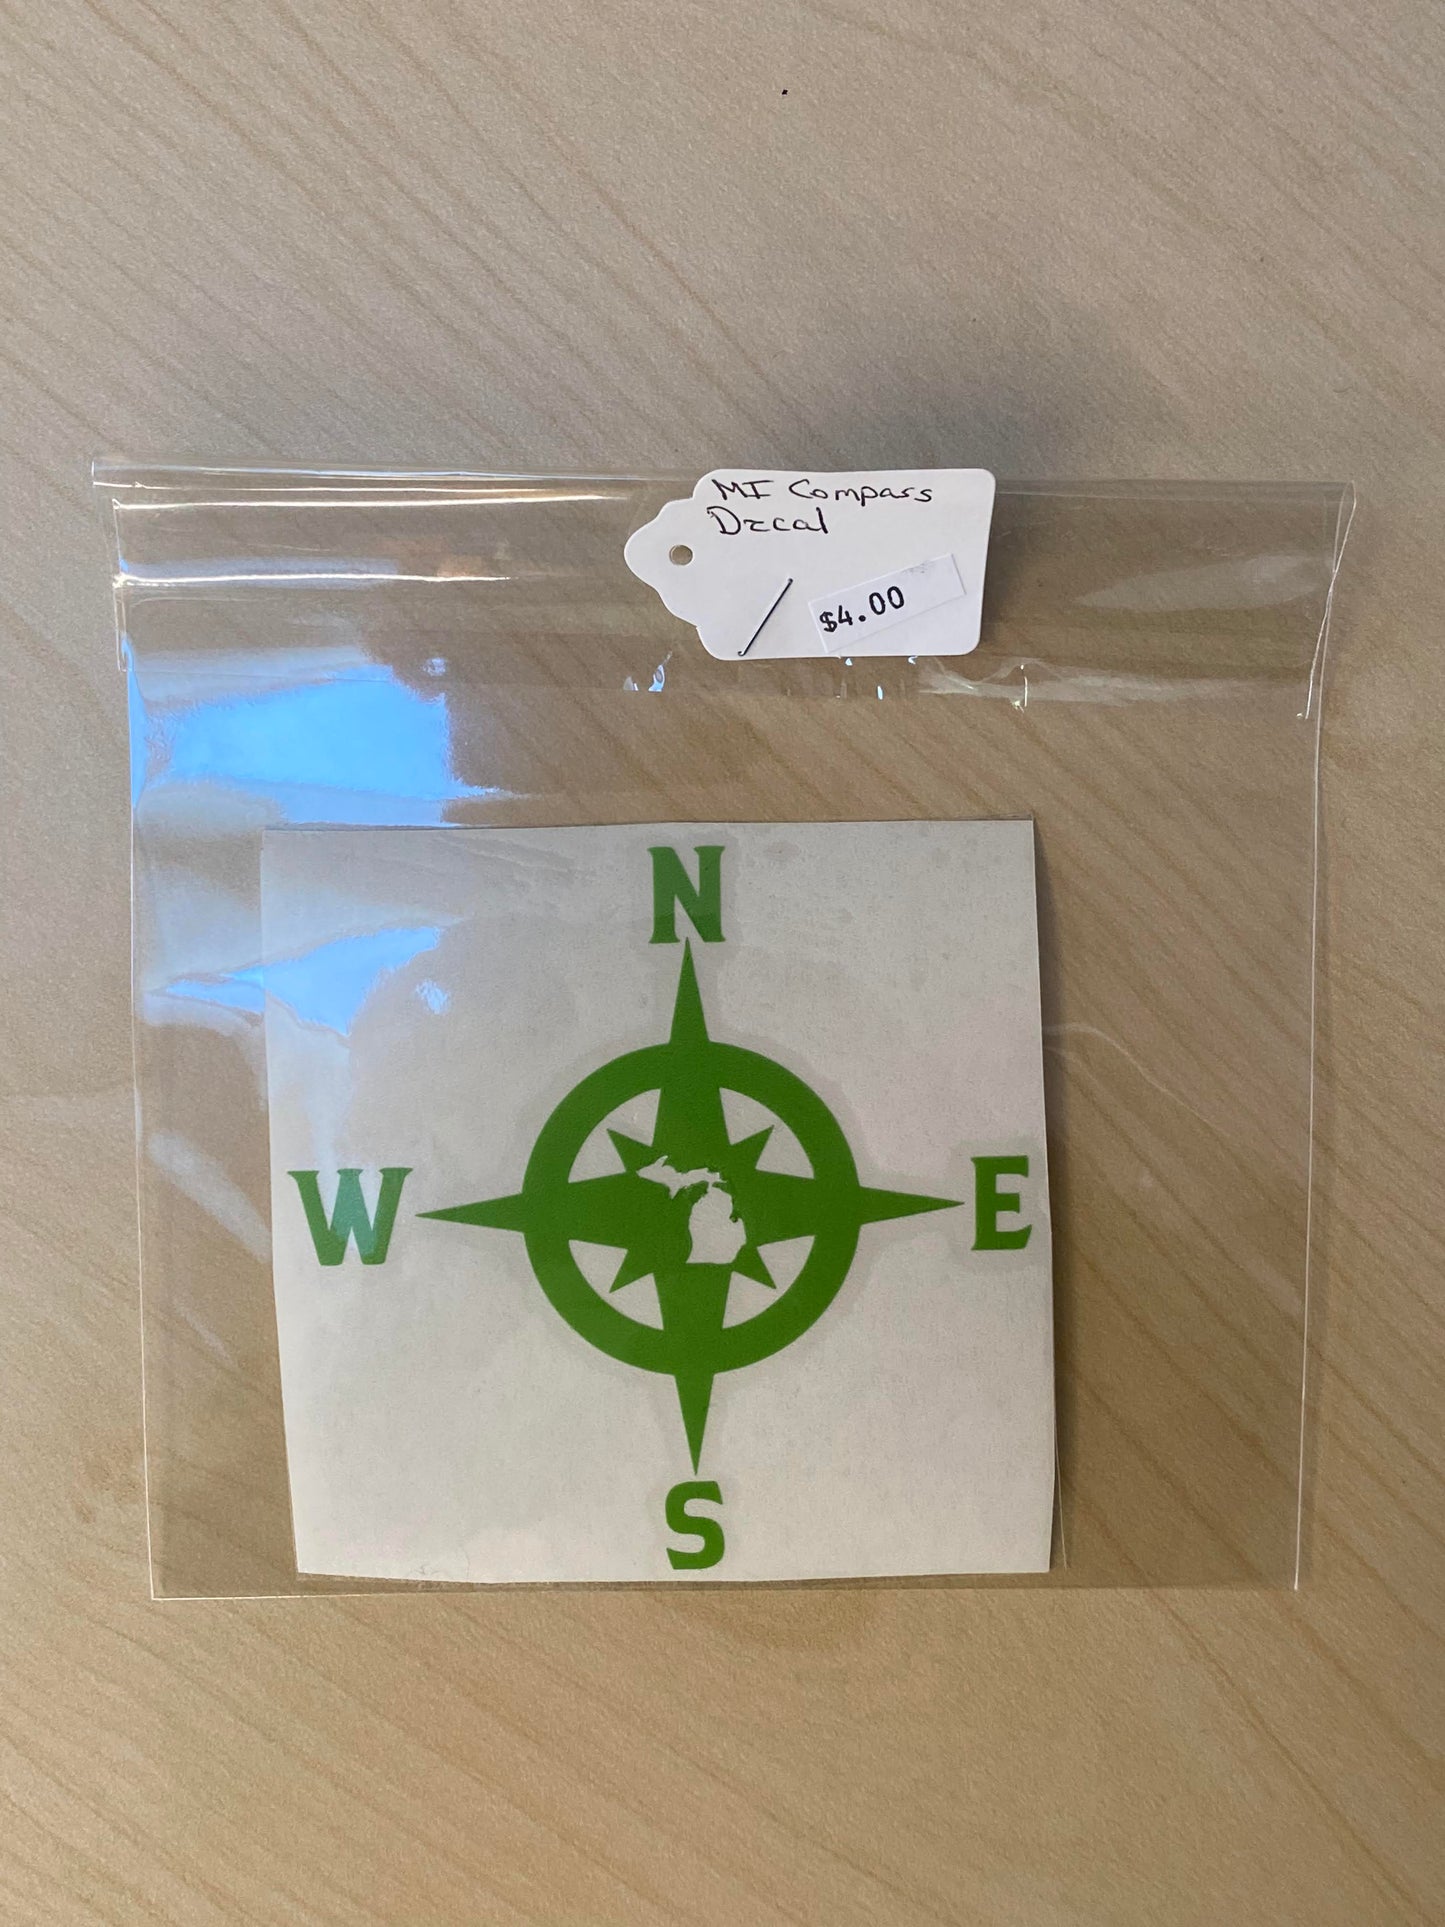 MI Compass
Decal
$4.00
N
W E
S